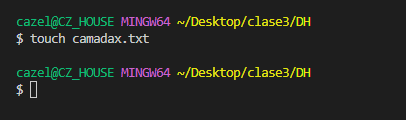 cazel@CZ_HOUSE MINGW64 ~/Desktop/clase3/DH
$ touch camadax.txt
cazel@CZ_HOUSE MINGW64 ~/Desktop/clase3/DH
$